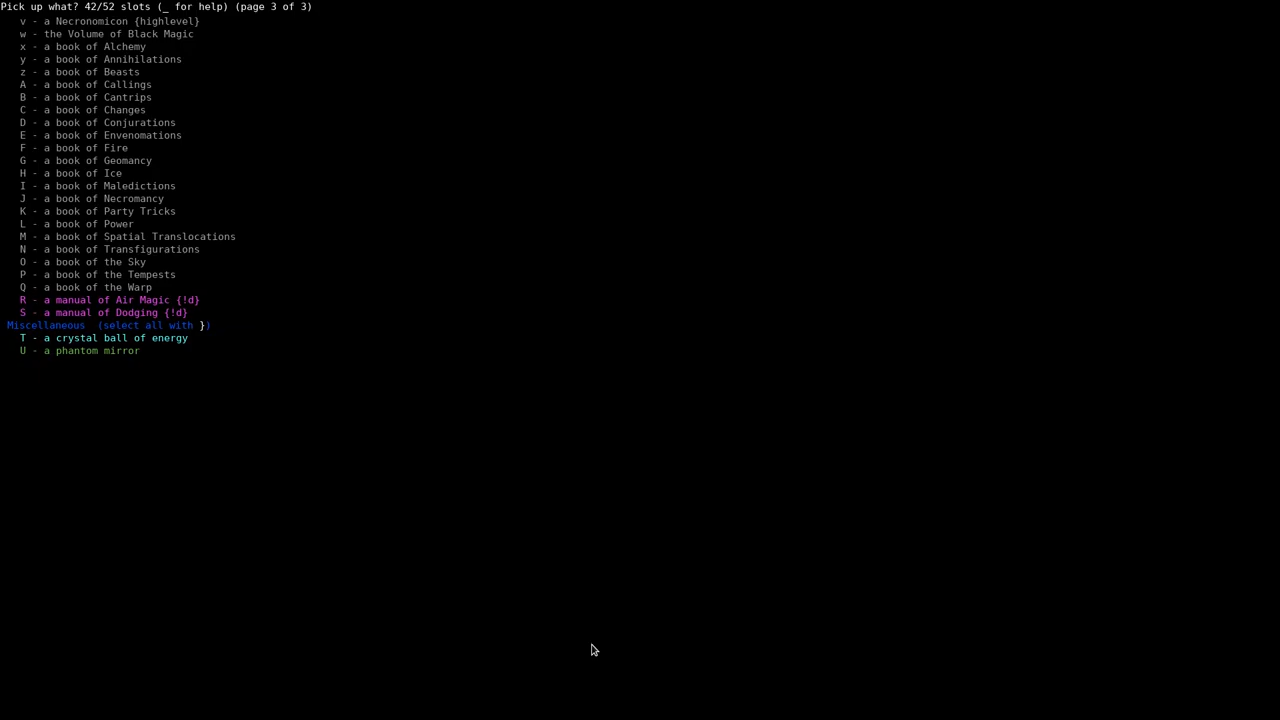 Pick up what? 42/52 slots (_ for help) (page 3 of 3)
v - a Necronomicon {highlevel}
w - the Volume of Black Magic
x - a book of Alchemy
y - a book of Annihilations
z - a book of Beasts
A - a book of Callings
B - a book of Cantrips
C - a book of Changes
D - a book of Conjurations
E - a book of Envenomations
F - a book of Fire
G - a book of Geomancy
H - a book of Ice
I - a book of Maledictions
J - a book of Necromancy
K - a book of Party Tricks
L - a book of Power
M - a book of Spatial Translocations
N - a book of Transfigurations
O - a book of the Sky
P - a book of the Tempests
Q - a book of the Warp
R - a manual of Air Magic {!d}
S - a manual of Dodging {!d}
Miscellaneous  (select all with })
T - a crystal ball of energy
U - a phantom mirror